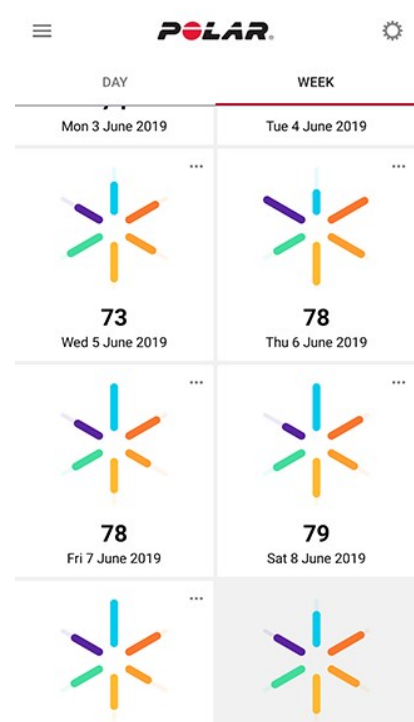 POLAR
DAY WEEK
Mon 3 June 2019 Tue 4 June 2019
73 78
Wed 5 June 2019 Thu 6 June 2019
78 79
Fri 7 June 2019 Sat 8 June 2019